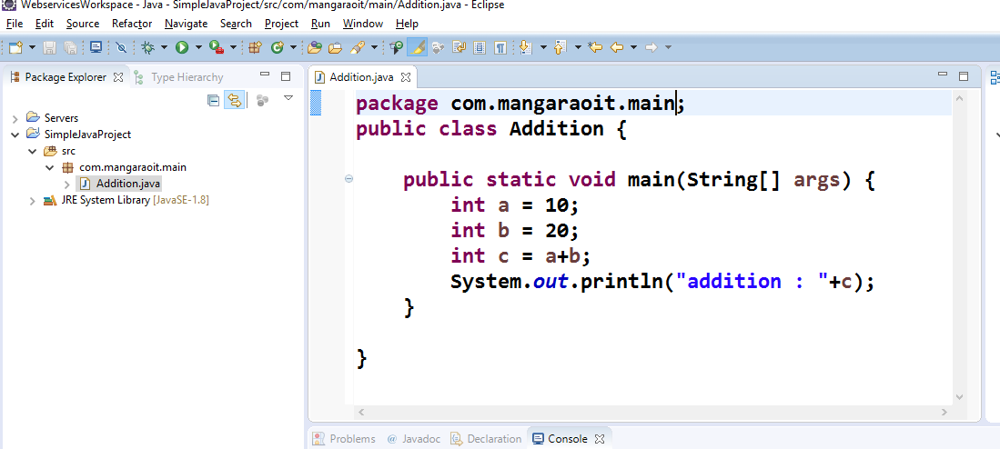 WebservicesWorkspace - Java - SimpleJavaProject/src/com/mangaraoit/main/Addition.java - Eclipse
File Edit Source Refactor Navigate Search Project Run Window Help
Package Explorer Type Hierarchy
Servers
SimpleJavaProject
src
com.mangaraoit.main
Addition.java
JRE System Library [JavaSE-1.8]
Addition.java
package com.mangaraoit.main;
public class Addition {
public static void main(String[] args) {
int a = 10;
int b = 20;
int c = a+b;
System.out.println("addition : "+c);
}
}
Problems @ Javadoc Declaration Console